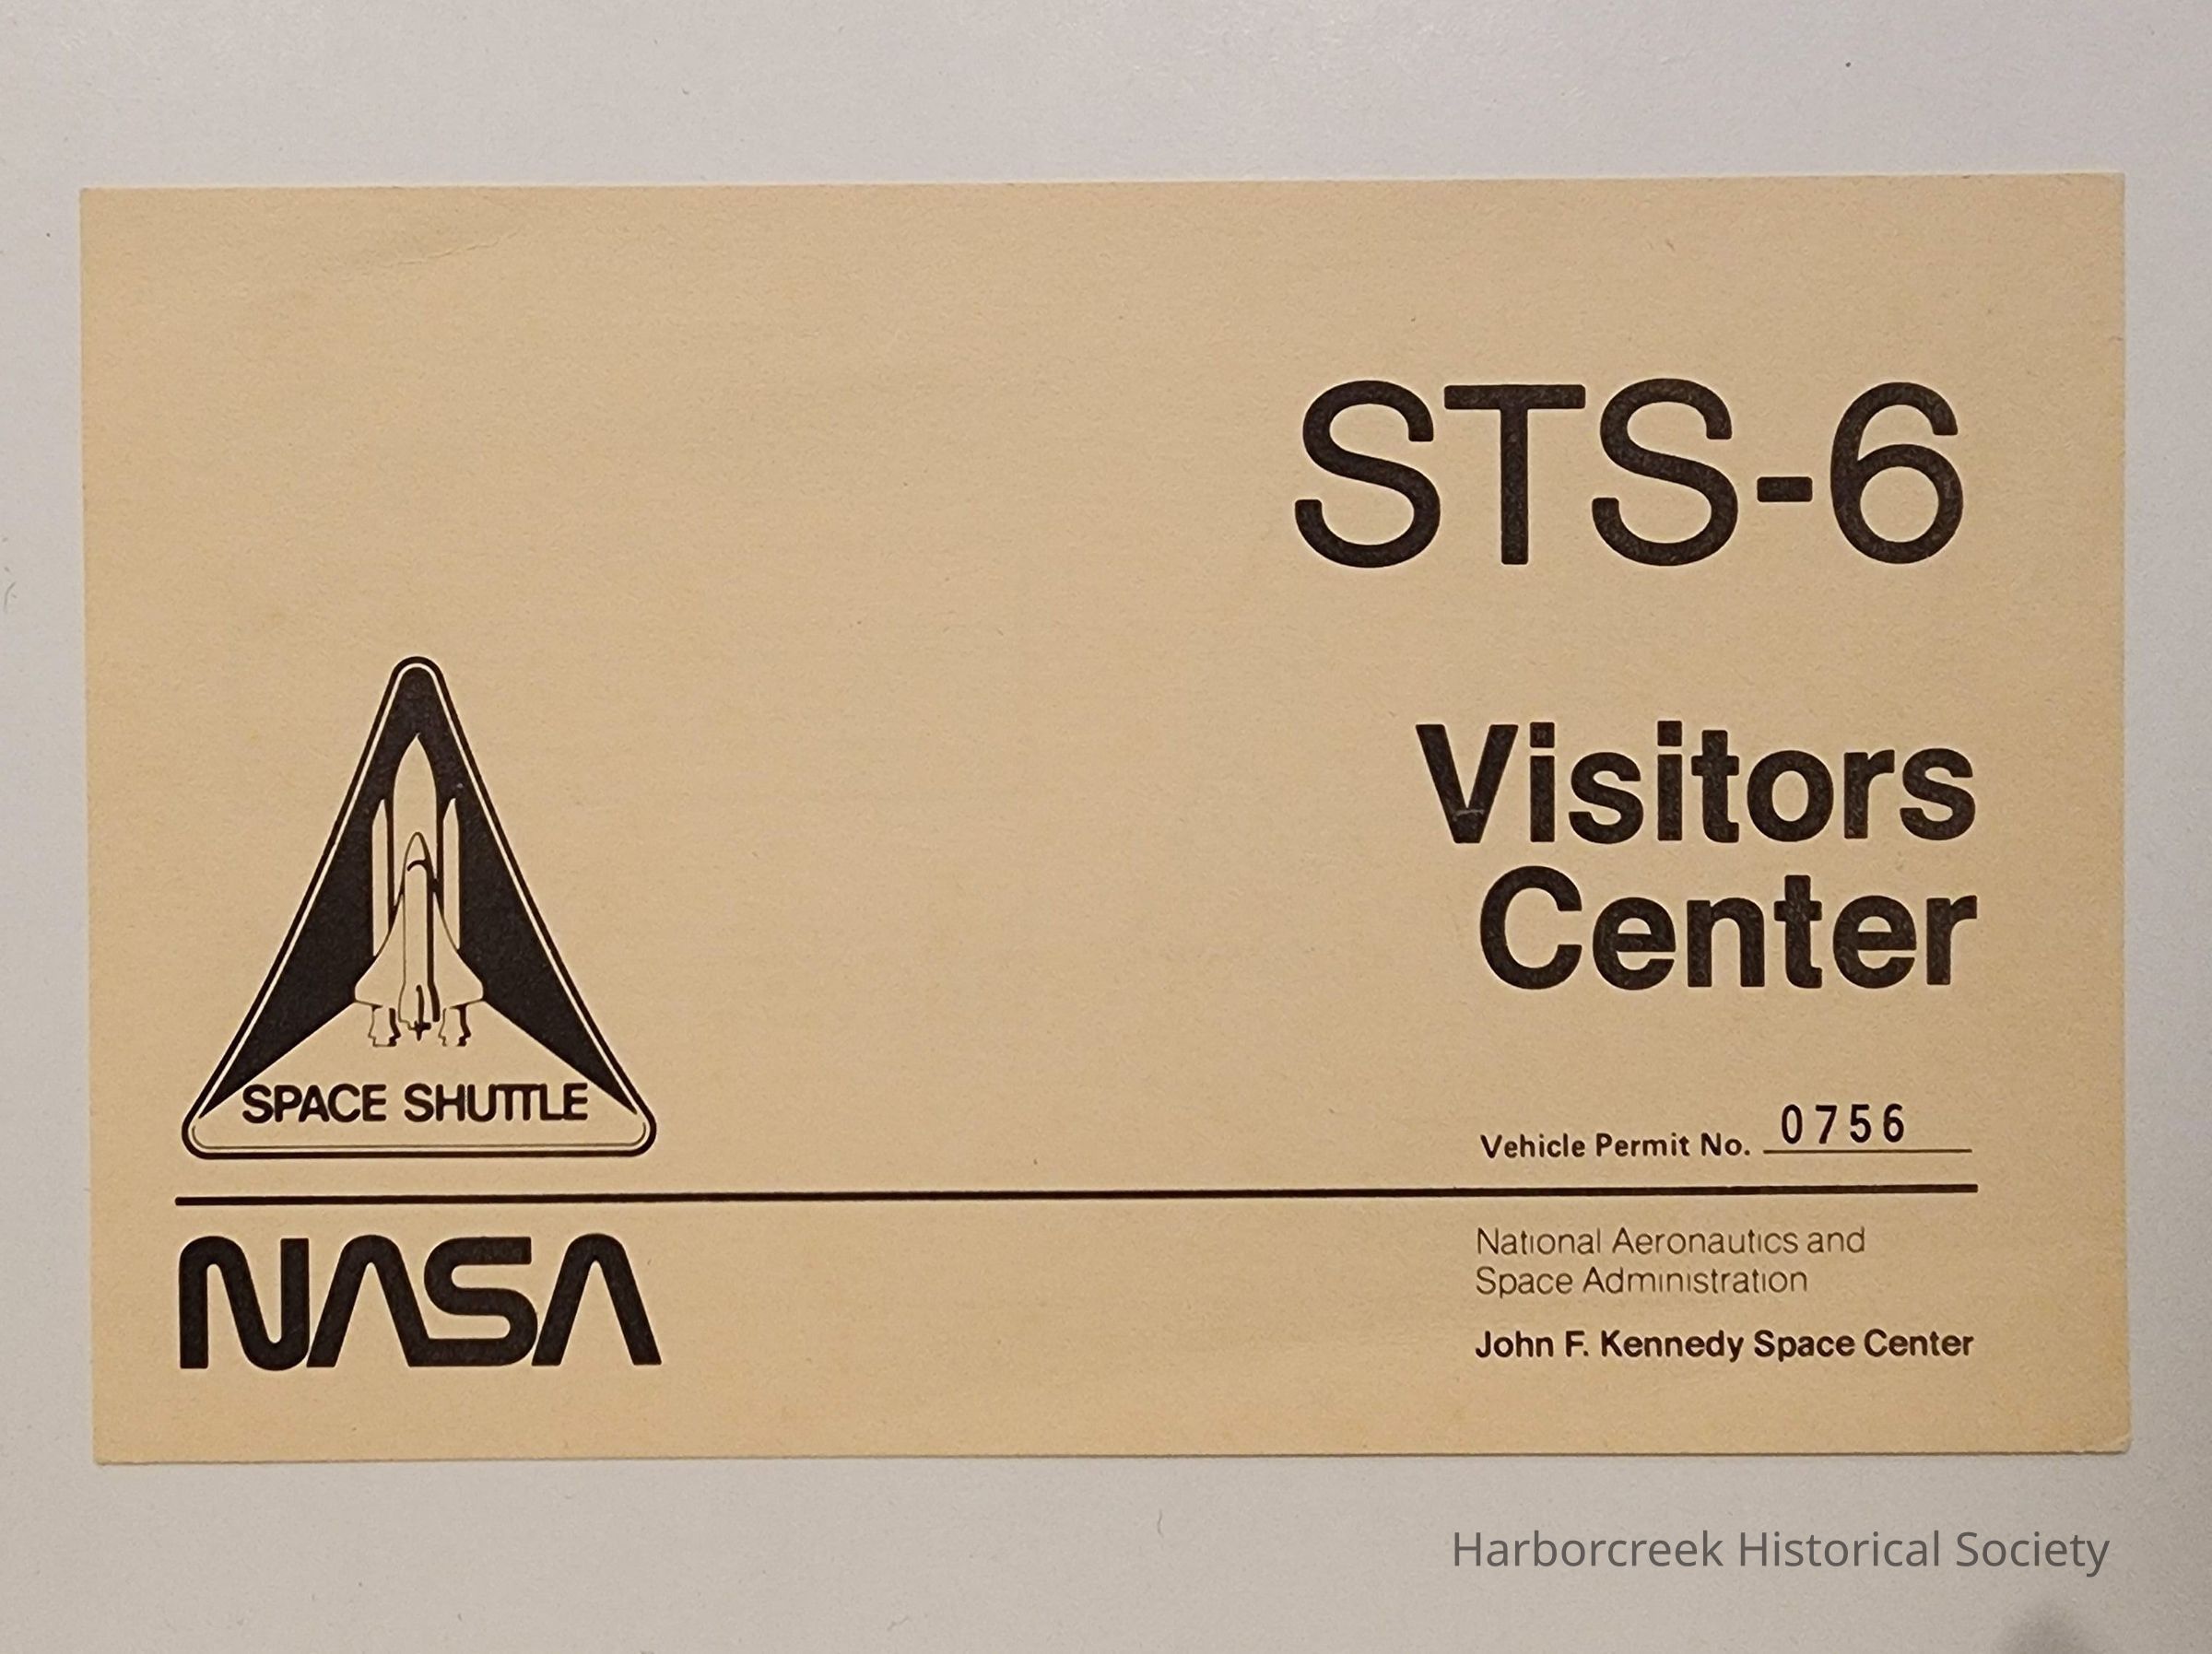 STS-6
Visitors
Center
SPACE SHUTTLE
Vehicle Permit No. 0756
NASA
National Aeronautics and
Space Administration
John F. Kennedy Space Center
Harborcreek Historical Society